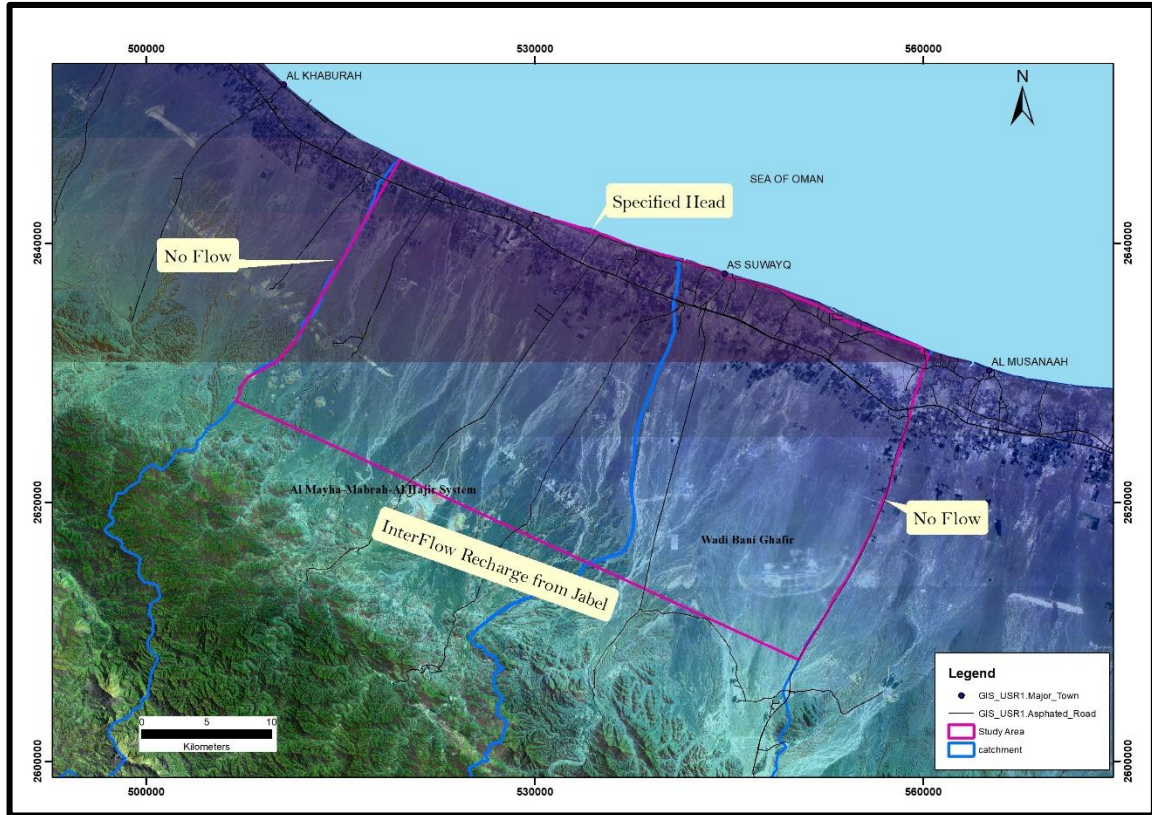 500000
530000
560000
AL KHABURAH
N
SEA OF OMAN
Specified Head
2640000
2640000
No Flow
AS SUWAYQ
AL MUSANAAH
Al Mayha-Mabrah-Al Hajir System
2620000
2620000
No Flow
Wadi Bani Ghafir
InterFlow Recharge from Jabel
Legend
GIS_USR1.Major_Town
GIS_USR1.Asphated_Road
Study Area
catchment
0 5 10
Kilometers
2600000
2600000
500000
530000
560000